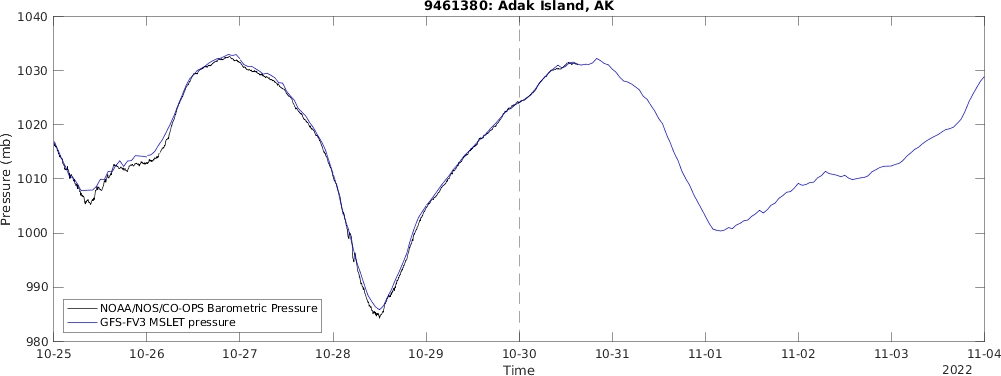 9461380: Adak Island, AK
Pressure (mb)
1040
1030
1020
1010
1000
990
980
NOAA/NOS/CO-OPS Barometric Pressure
GFS-FV3 MSLET pressure
10-25 10-26 10-27 10-28 10-29 10-30 10-31 11-01 11-02 11-03 11-04
Time
2022